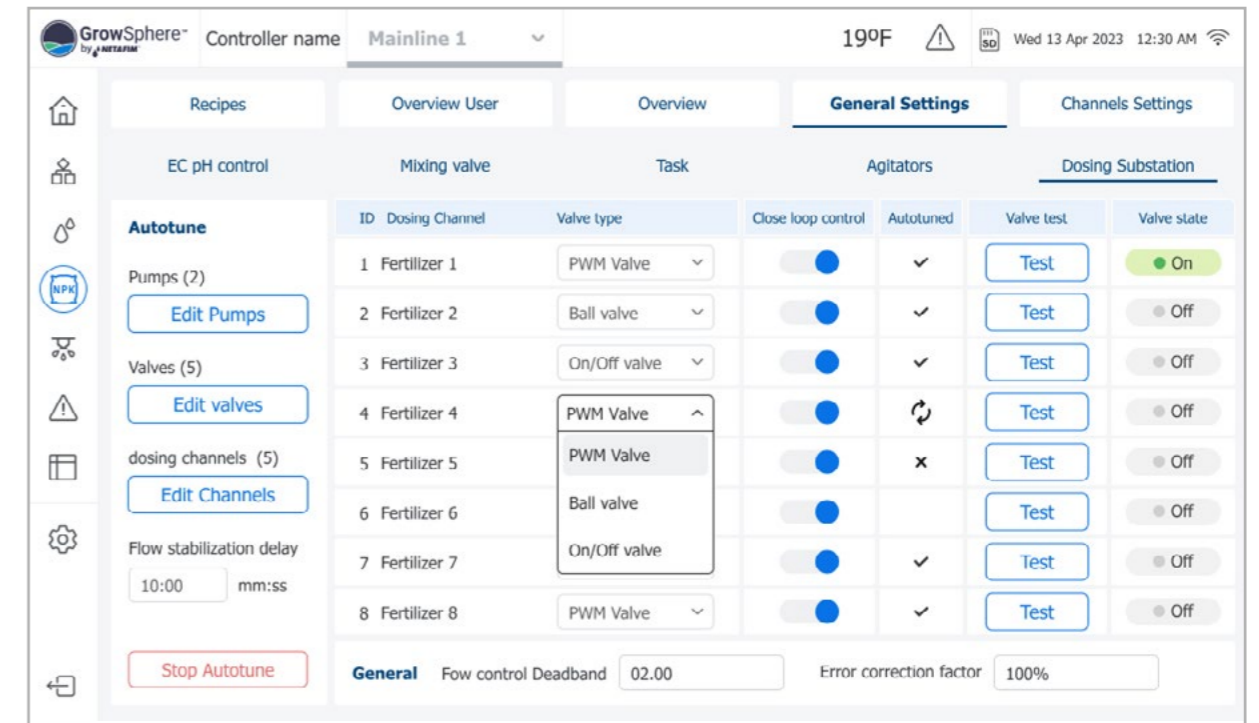 GrowSphere™ Controller name Mainline 1 19ºF SD Wed 13 Apr 2023 12:30 AM
by NETAFIM
Recipes Overview User Overview General Settings Channels Settings
EC pH control Mixing valve Task Agitators Dosing Substation
Autotune
Pumps (2)
Edit Pumps
Valves (5)
Edit valves
dosing channels (5)
Edit Channels
Flow stabilization delay
10:00 mm:ss
Stop Autotune
NPK
ID Dosing Channel Valve type Close loop control Autotuned Valve test Valve state
1 Fertilizer 1 PWM Valve Test On
2 Fertilizer 2 Ball valve Test Off
3 Fertilizer 3 On/Off valve Test Off
4 Fertilizer 4 PWM Valve Test Off
5 Fertilizer 5 PWM Valve Test Off
6 Fertilizer 6 Ball valve Test Off
7 Fertilizer 7 On/Off valve Test Off
8 Fertilizer 8 PWM Valve Test Off
General Fow control Deadband 02.00 Error correction factor 100%